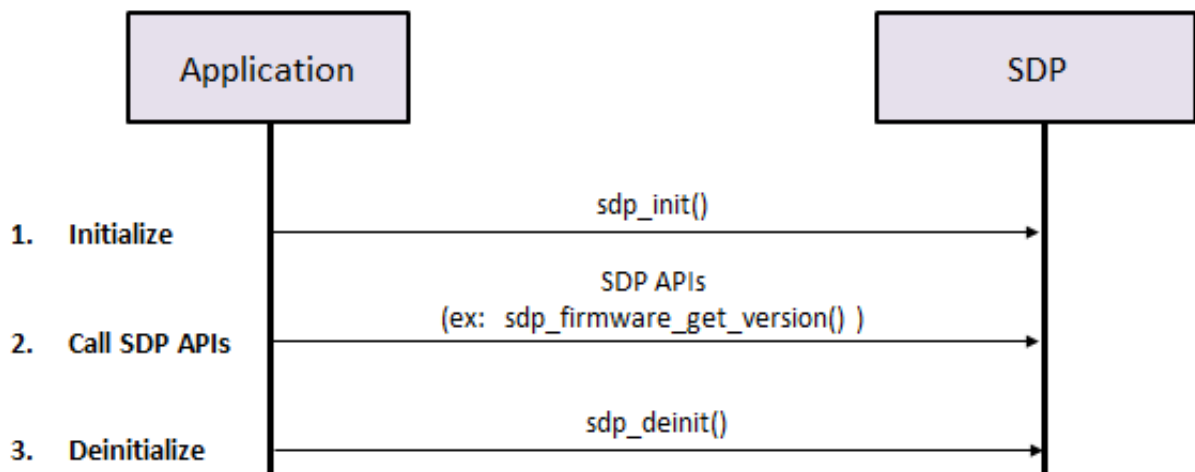 Application
SDP
sdp_init()
1. Initialize
SDP APIs
(ex: sdp_firmware_get_version() )
2. Call SDP APIs
sdp_deinit()
3. Deinitialize